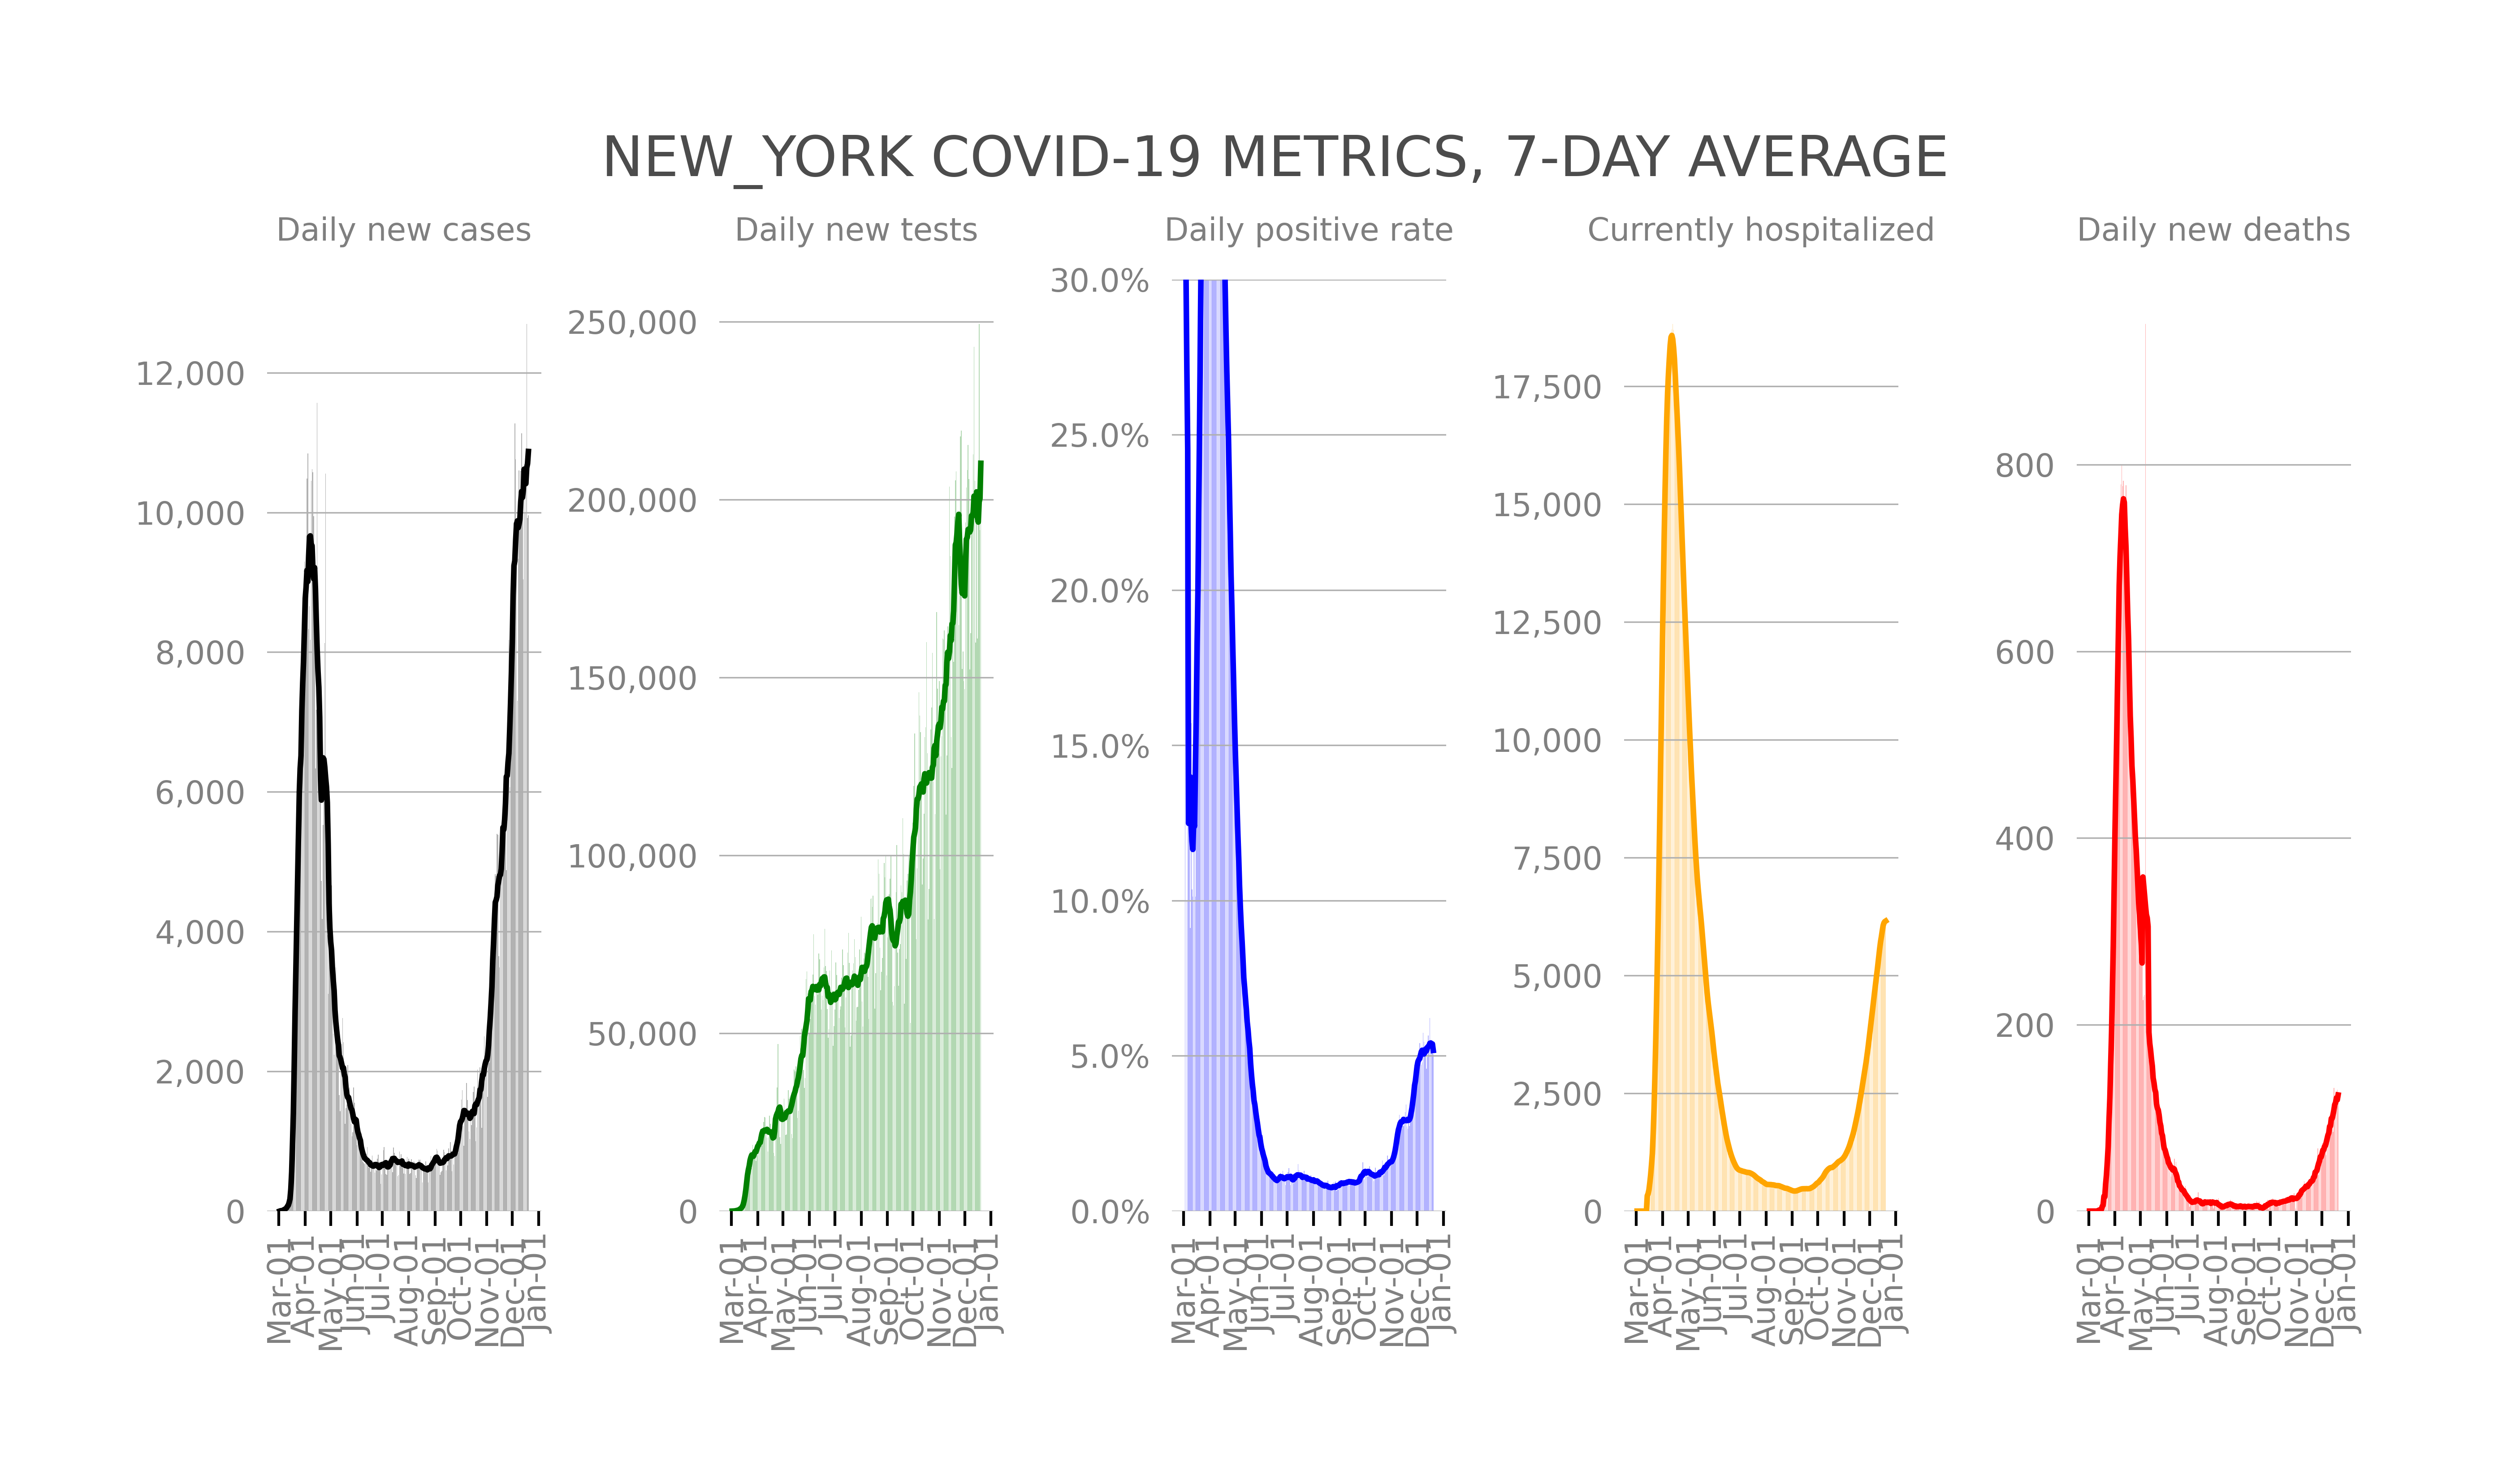 NEW_YORK COVID-19 METRICS, 7-DAY AVERAGE
Daily new cases
12,000
10,000
8,000
6,000
4,000
2,000
0
Mar-01
Apr-01
May-01
Jun-01
Jul-01
Aug-01
Sep-01
Oct-01
Nov-01
Dec-01
Jan-01
Daily new tests
250,000
200,000
150,000
100,000
50,000
0
Mar-01
Apr-01
May-01
Jun-01
Jul-01
Aug-01
Sep-01
Oct-01
Nov-01
Dec-01
Jan-01
Daily positive rate
30.0%
25.0%
20.0%
15.0%
10.0%
5.0%
0.0%
Mar-01
Apr-01
May-01
Jun-01
Jul-01
Aug-01
Sep-01
Oct-01
Nov-01
Dec-01
Jan-01
Currently hospitalized
17,500
15,000
12,500
10,000
7,500
5,000
2,500
0
Mar-01
Apr-01
May-01
Jun-01
Jul-01
Aug-01
Sep-01
Oct-01
Nov-01
Dec-01
Jan-01
Daily new deaths
800
600
400
200
0
Mar-01
Apr-01
May-01
Jun-01
Jul-01
Aug-01
Sep-01
Oct-01
Nov-01
Dec-01
Jan-01